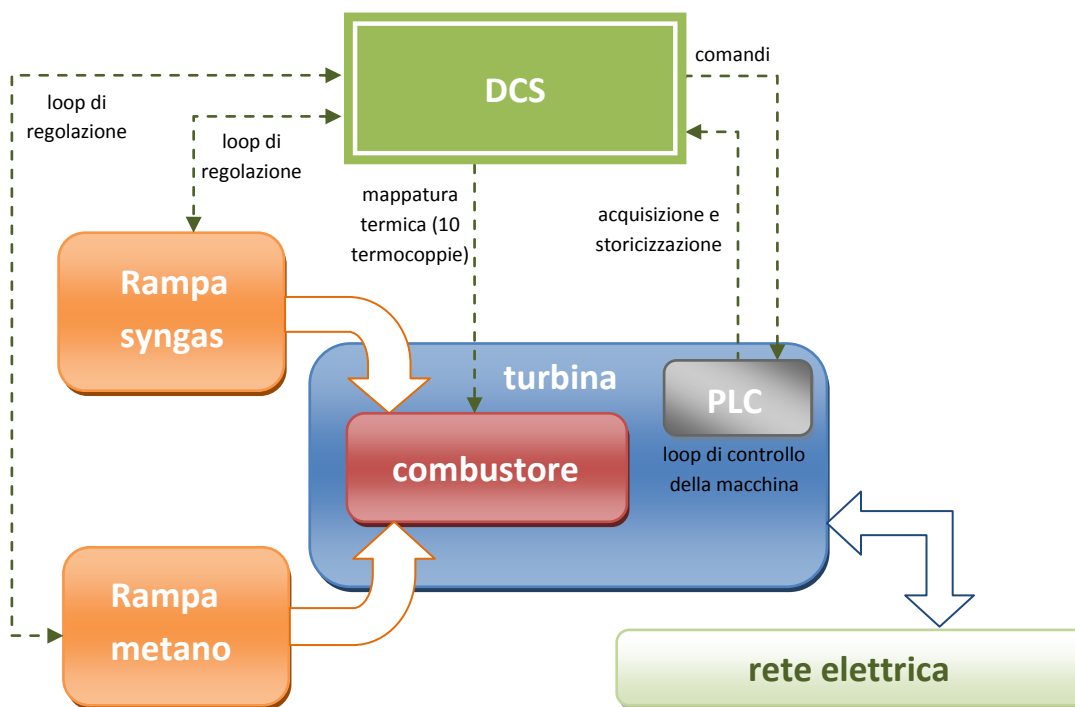 DCS
comandi
loop di
regolazione
loop di
regolazione
mappatura
termica (10
termocoppie)
acquisizione e
storicizzazione
Rampa
syngas
turbina
PLC
combustore
loop di controllo
della macchina
Rampa
metano
rete elettrica